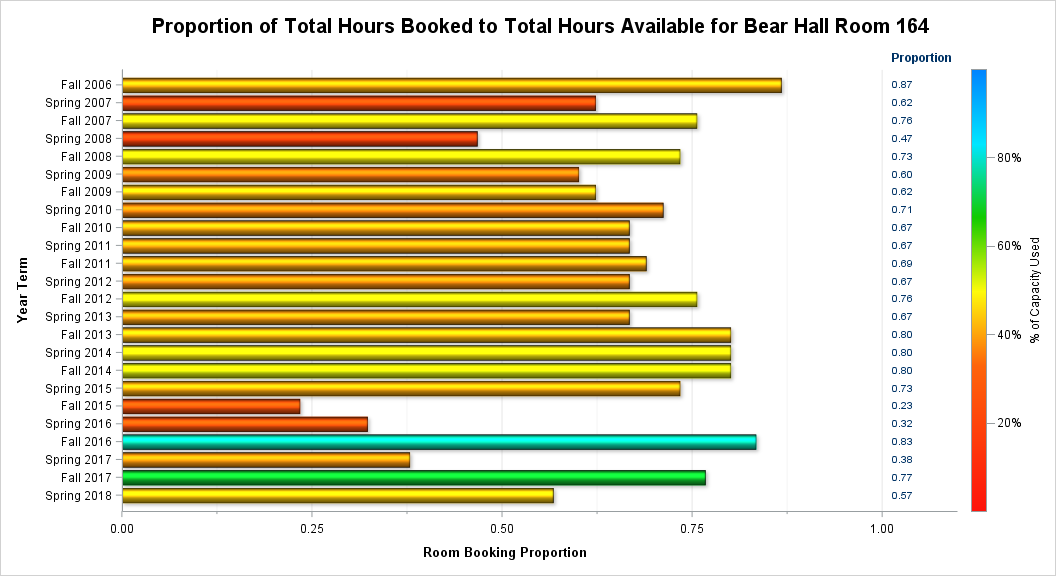 Proportion of Total Hours Booked to Total Hours Available for Bear Hall Room 164
Proportion
Fall 2006 0.87
Spring 2007 0.62
Fall 2007 0.76
Spring 2008 0.47
Fall 2008 0.73
Spring 2009 0.60
Fall 2009 0.62
Spring 2010 0.71
Fall 2010 0.67
Spring 2011 0.67
Fall 2011 0.69
Spring 2012 0.67
Fall 2012 0.76
Spring 2013 0.67
Fall 2013 0.80
Spring 2014 0.80
Fall 2014 0.80
Spring 2015 0.73
Fall 2015 0.23
Spring 2016 0.32
Fall 2016 0.83
Spring 2017 0.38
Fall 2017 0.77
Spring 2018 0.57
Year Term
0.00 0.25 0.50 0.75 1.00
Room Booking Proportion
80%
60%
40%
20%
% of Capacity Used